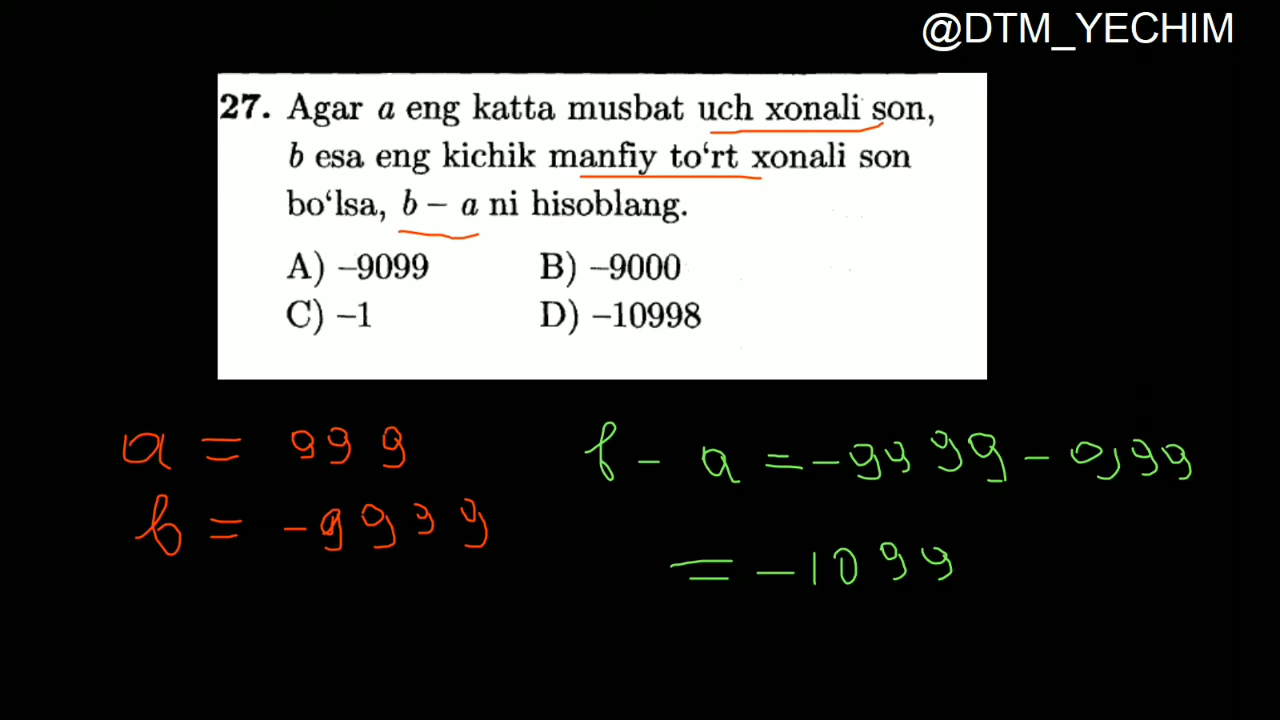 @DTM_YECHIM
27. Agar a eng katta musbat uch xonali son,
b esa eng kichik manfiy to‘rt xonali son
bo‘lsa, b – a ni hisoblang.
A) –9099 B) –9000
C) –1 D) –10998
a = 999
b = -9999
b - a = -9999 - 999
= -1099